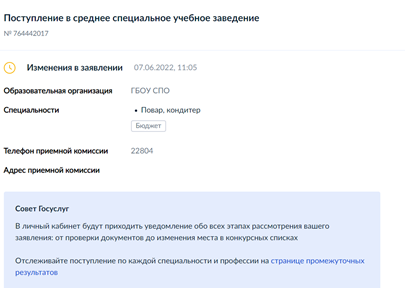 Поступление в среднее специальное учебное заведение
№ 764442017
Изменения в заявлении 07.06.2022, 11:05
Образовательная организация ГБОУ СПО
Специальности • Повар, кондитер
Бюджет
Телефон приемной комиссии 22804
Адрес приемной комиссии
Совет Госуслуг
В личный кабинет будут приходить уведомление обо всех этапах рассмотрения вашего
заявления: от проверки документов до изменения места в конкурсных списках
Отслеживайте поступление по каждой специальности и профессии на странице промежуточных
результатов